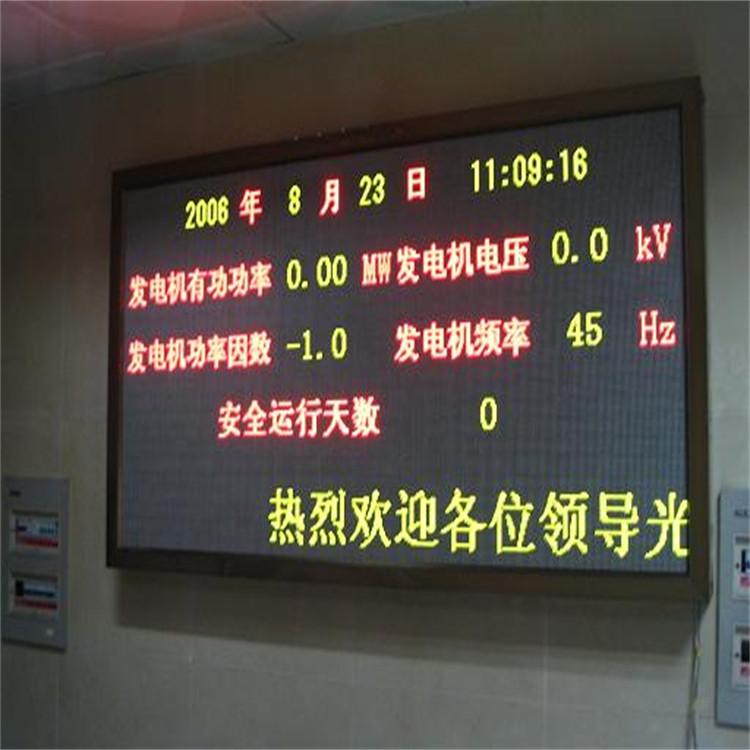 2006 年 8 月 23 日 11:09:16
发电机有功功率 0.00 MW 发电机电压 0.0 kV
发电机功率因数 -1.0 发电机频率 45 Hz
安全运行天数 0
热烈欢迎各位领导光